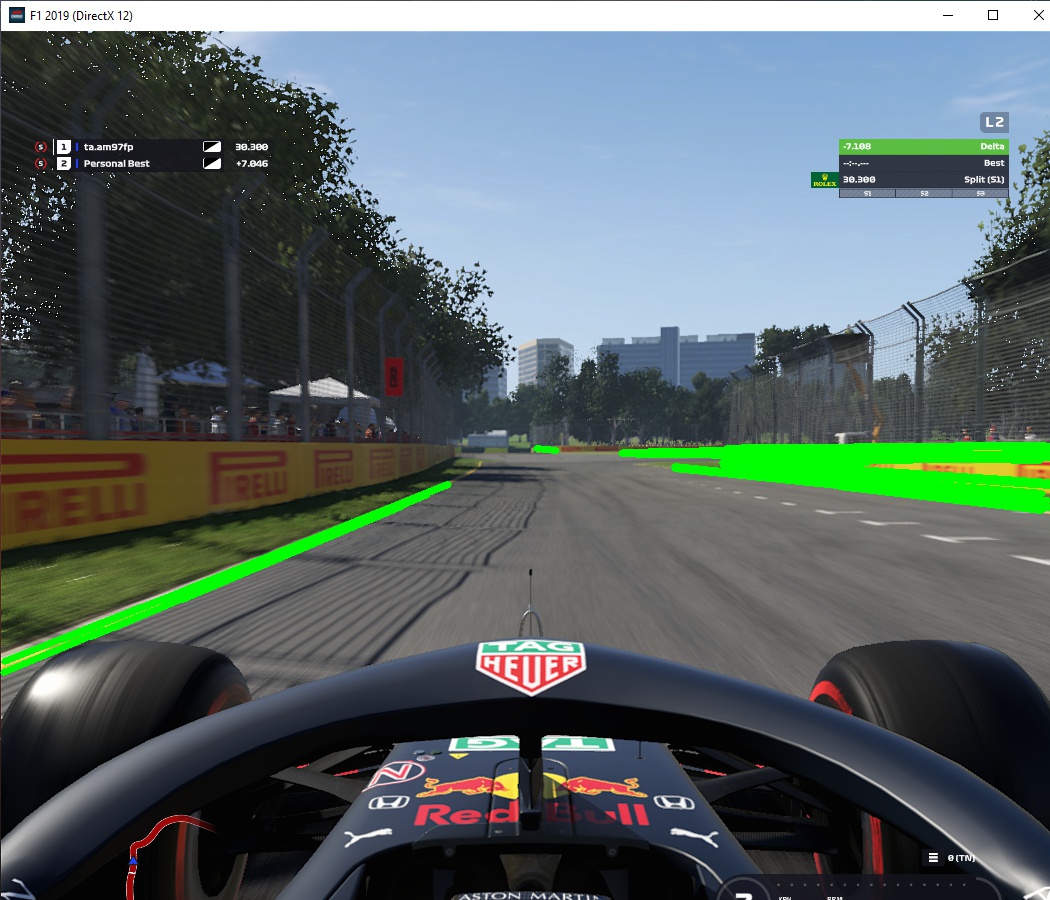 F1 2019 (DirectX 12)
L2
S 1 ta.am97fp 30.300
S 2 Personal Best +7.046
-7.108 Delta
--:--.--- Best
ROLEX 30.300 Split (S1)
S1 S2 S3
PIRELLI
PIRELLI
PIRELLI
TAG
HEUER
TAG
Red Bull
0 (TN)
ASTON MARTIN
7